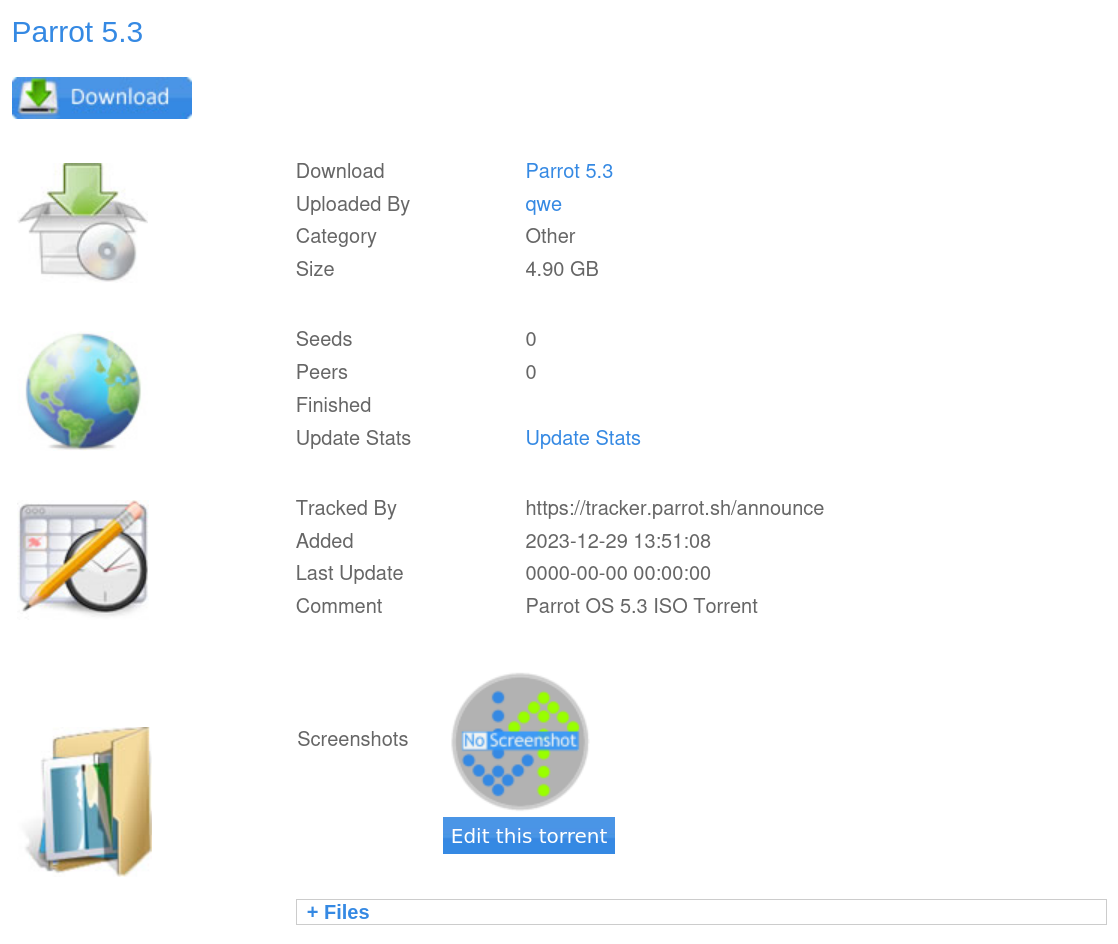 Parrot 5.3
Download
Download Parrot 5.3
Uploaded By qwe
Category Other
Size 4.90 GB
Seeds 0
Peers 0
Finished
Update Stats Update Stats
Tracked By https://tracker.parrot.sh/announce
Added 2023-12-29 13:51:08
Last Update 0000-00-00 00:00:00
Comment Parrot OS 5.3 ISO Torrent
Screenshots No Screenshot
Edit this torrent
+ Files